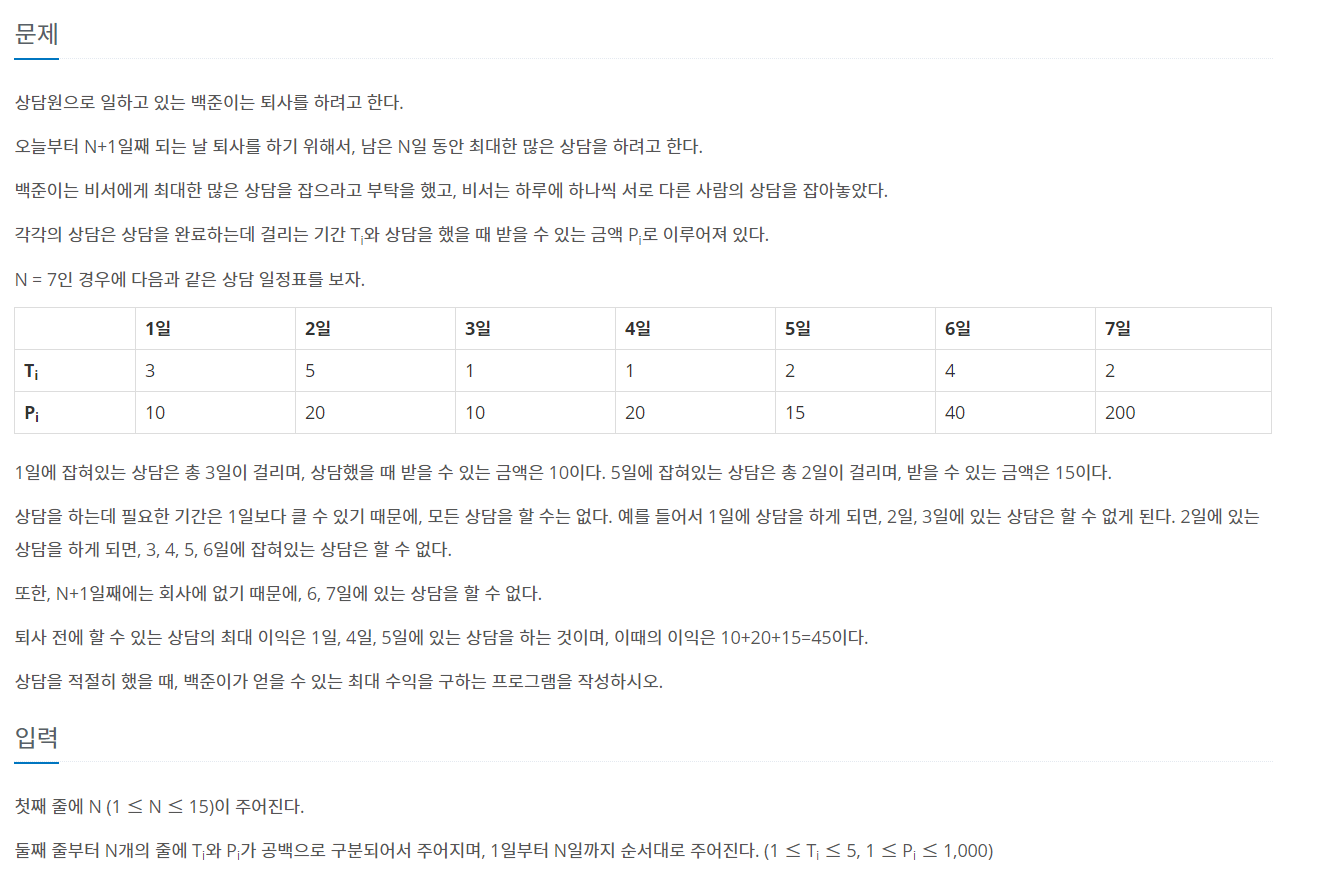 문제
상담원으로 일하고 있는 백준이는 퇴사를 하려고 한다.
오늘부터 N+1일째 되는 날 퇴사를 하기 위해서, 남은 N일 동안 최대한 많은 상담을 하려고 한다.
백준이는 비서에게 최대한 많은 상담을 잡으라고 부탁을 했고, 비서는 하루에 하나씩 서로 다른 사람의 상담을 잡아놓았다.
각각의 상담은 상담을 완료하는데 걸리는 기간 Ti와 상담을 했을 때 받을 수 있는 금액 Pi로 이루어져 있다.
N = 7인 경우에 다음과 같은 상담 일정표를 보자.
1일 2일 3일 4일 5일 6일 7일
Ti 3 5 1 1 2 4 2
Pi 10 20 10 20 15 40 200
1일에 잡혀있는 상담은 총 3일이 걸리며, 상담했을 때 받을 수 있는 금액은 10이다. 5일에 잡혀있는 상담은 총 2일이 걸리며, 받을 수 있는 금액은 15이다.
상담을 하는데 필요한 기간은 1일보다 클 수 있기 때문에, 모든 상담을 할 수는 없다. 예를 들어서 1일에 상담을 하게 되면, 2일, 3일에 있는 상담은 할 수 없게 된다. 2일에 있는
상담을 하게 되면, 3, 4, 5, 6일에 잡혀있는 상담은 할 수 없다.
또한, N+1일째에는 회사에 없기 때문에, 6, 7일에 있는 상담을 할 수 없다.
퇴사 전에 할 수 있는 상담의 최대 이익은 1일, 4일, 5일에 있는 상담을 하는 것이며, 이때의 이익은 10+20+15=45이다.
상담을 적절히 했을 때, 백준이가 얻을 수 있는 최대 수익을 구하는 프로그램을 작성하시오.
입력
첫째 줄에 N (1 ≤ N ≤ 15)이 주어진다.
둘째 줄부터 N개의 줄에 Ti와 Pi가 공백으로 구분되어서 주어지며, 1일부터 N일까지 순서대로 주어진다. (1 ≤ Ti ≤ 5, 1 ≤ Pi ≤ 1,000)